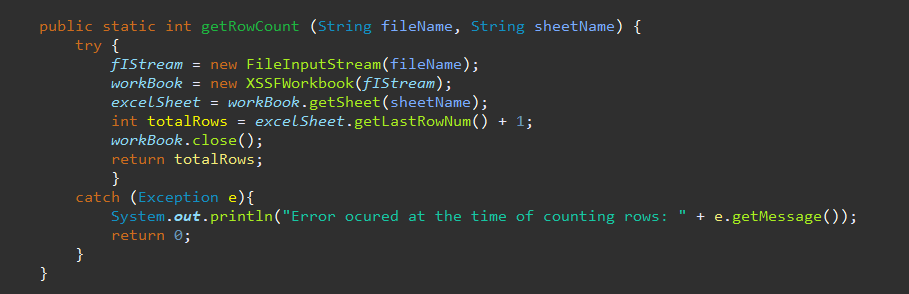 public static int getRowCount (String fileName, String sheetName) {
try {
fIStream = new FileInputStream(fileName);
workBook = new XSSFWorkbook(fIStream);
excelSheet = workBook.getSheet(sheetName);
int totalRows = excelSheet.getLastRowNum() + 1;
workBook.close();
return totalRows;
}
catch (Exception e){
System.out.println("Error ocured at the time of counting rows: " + e.getMessage());
return 0;
}
}